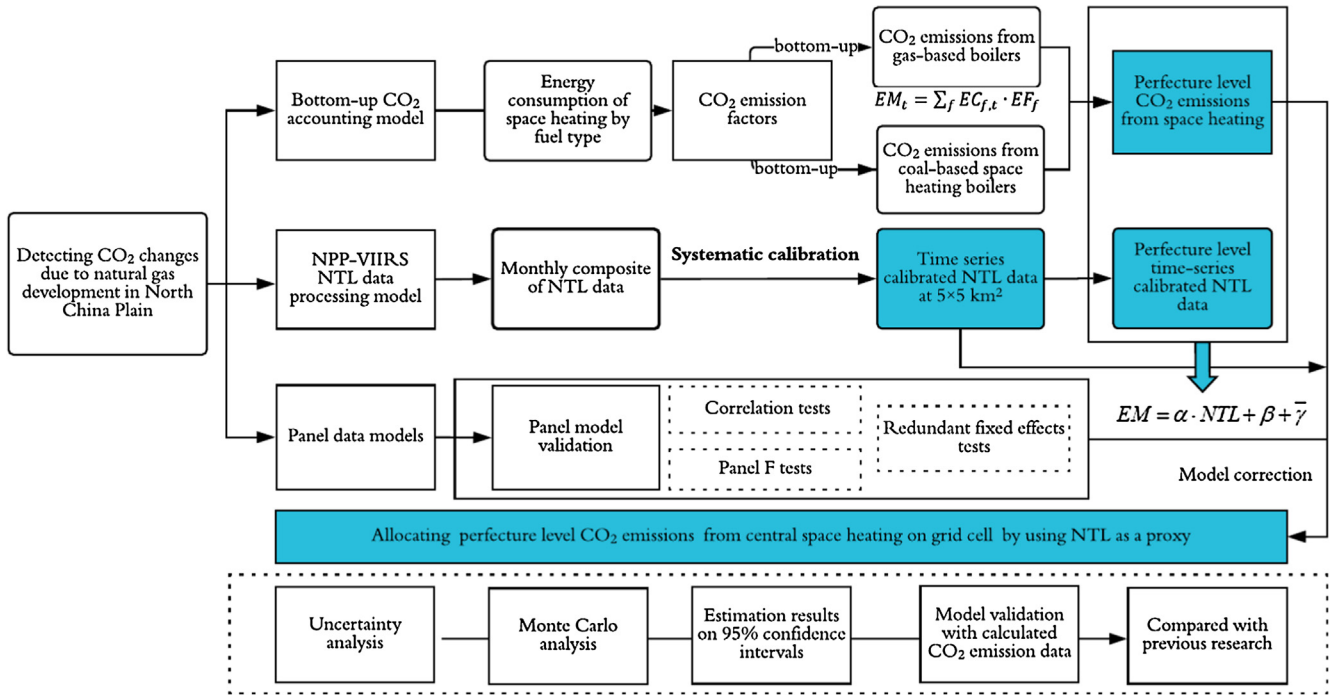 Detecting CO₂ changes
due to natural gas
development in North
China Plain
Bottom-up CO₂
accounting model
Energy
consumption of
space heating by
fuel type
CO₂ emission
factors
bottom-up
bottom-up
CO₂ emissions from
gas-based boilers
EMₜ = ∑_f EC_{f,t} · EF_f
CO₂ emissions from
coal-based space
heating boilers
Perfecture level
CO₂ emissions
from space heating
NPP-VIIRS
NTL data
processing model
Monthly composite
of NTL data
Systematic calibration
Time series
calibrated NTL data
at 5×5 km²
Perfecture level
time-series
calibrated NTL
data
EM = α · NTL + β + γ̅
Panel data models
Panel model
validation
Correlation tests
Panel F tests
Redundant fixed effects
tests
Model correction
Allocating perfecture level CO₂ emissions from central space heating on grid cell by using NTL as a proxy
Uncertainty
analysis
Monte Carlo
analysis
Estimation results
on 95% confidence
intervals
Model validation
with calculated
CO₂ emission data
Compared with
previous research